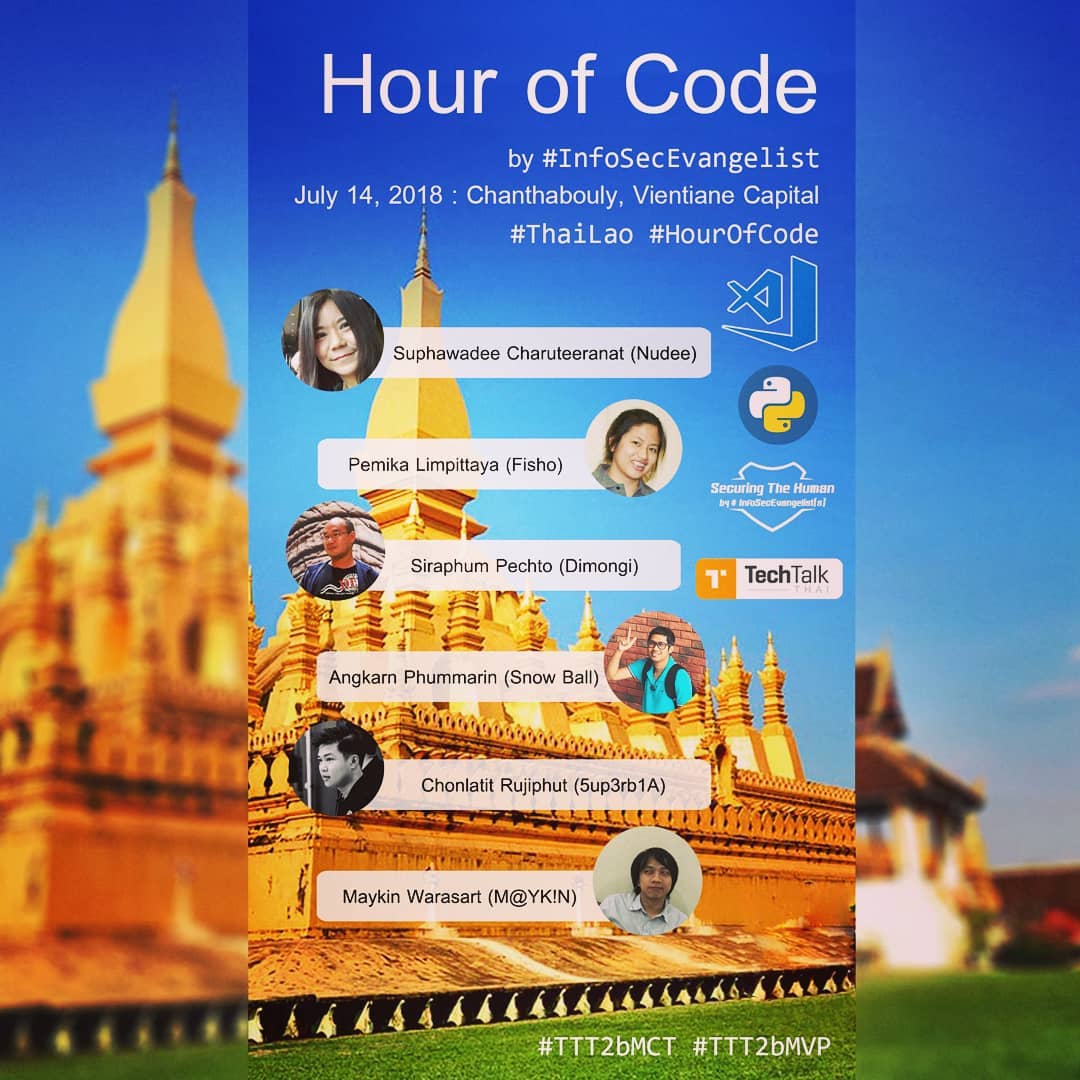 Hour of Code
by #InfoSecEvangelist
July 14, 2018 : Chanthabouly, Vientiane Capital
#ThaiLao #HourOfCode
Suphawadee Charuteeranat (Nudee)
Pemika Limpittaya (Fisho)
Securing The Human
by # InfoSecEvangelist[s]
Siraphum Pechto (Dimongi)
TechTalk
THAI
Angkarn Phummarin (Snow Ball)
Chonlatit Rujiphut (5up3rb1A)
Maykin Warasart (M@YK!N)
#TTT2bMCT #TTT2bMVP